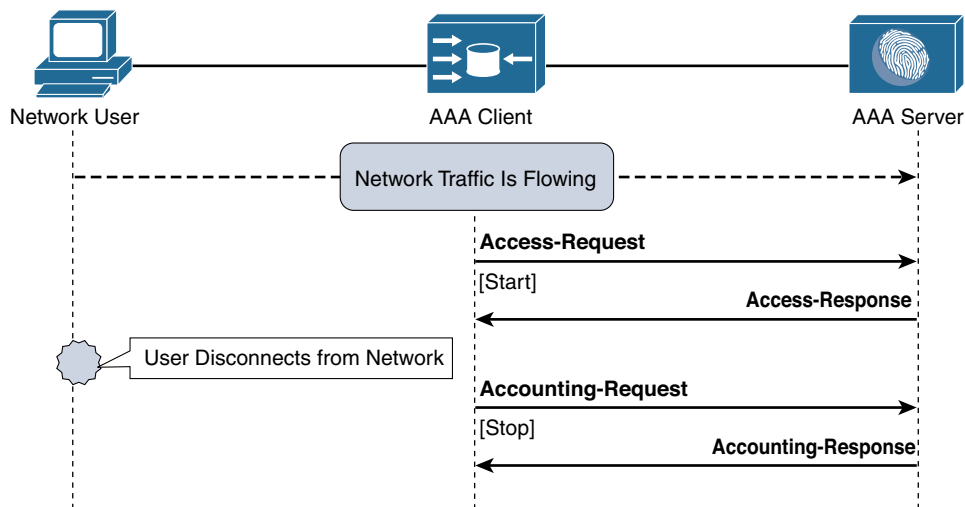 Network User
AAA Client
AAA Server
Network Traffic Is Flowing
Access-Request
[Start]
Access-Response
User Disconnects from Network
Accounting-Request
[Stop]
Accounting-Response